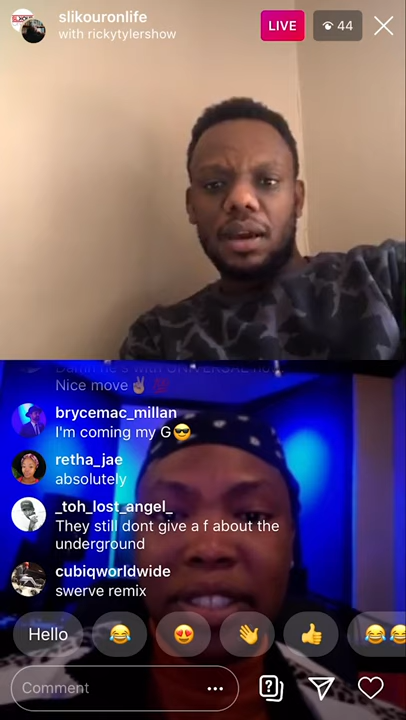 slikouronlife
with rickytylershow
LIVE
44
Nice move✌🏽💯
brycemac_millan
I'm coming my G😎
retha_jae
absolutely
_toh_lost_angel_
They still dont give a f about the
underground
cubiqworldwide
swerve remix
Hello
Comment